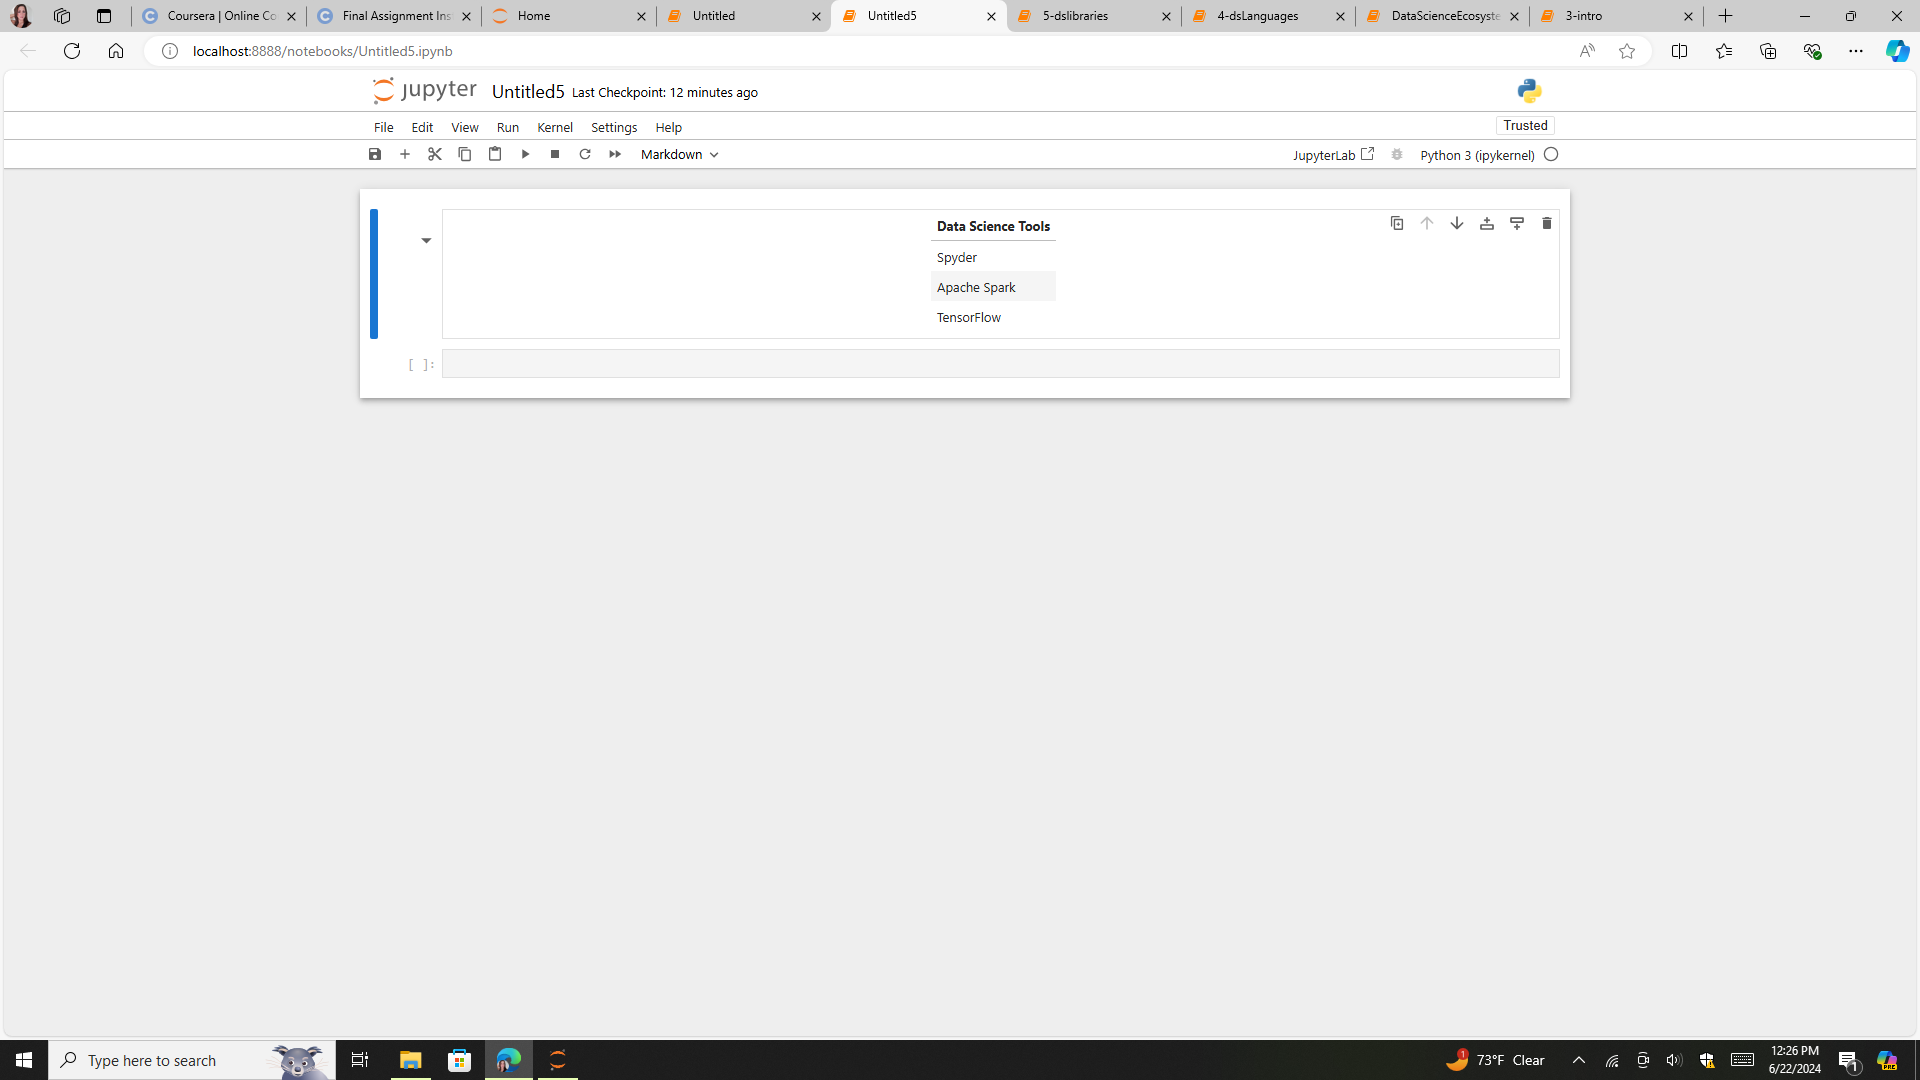 Coursera | Online Co
Final Assignment Ins
Home
Untitled
Untitled5
5-dslibraries
4-dsLanguages
DataScienceEcosyste
3-intro
localhost:8888/notebooks/Untitled5.ipynb
jupyter Untitled5 Last Checkpoint: 12 minutes ago
File Edit View Run Kernel Settings Help
Trusted
Markdown
JupyterLab
Python 3 (ipykernel)
Data Science Tools
Spyder
Apache Spark
TensorFlow
[ ]:
Type here to search
1
73°F Clear
12:26 PM
6/22/2024
1
PRE